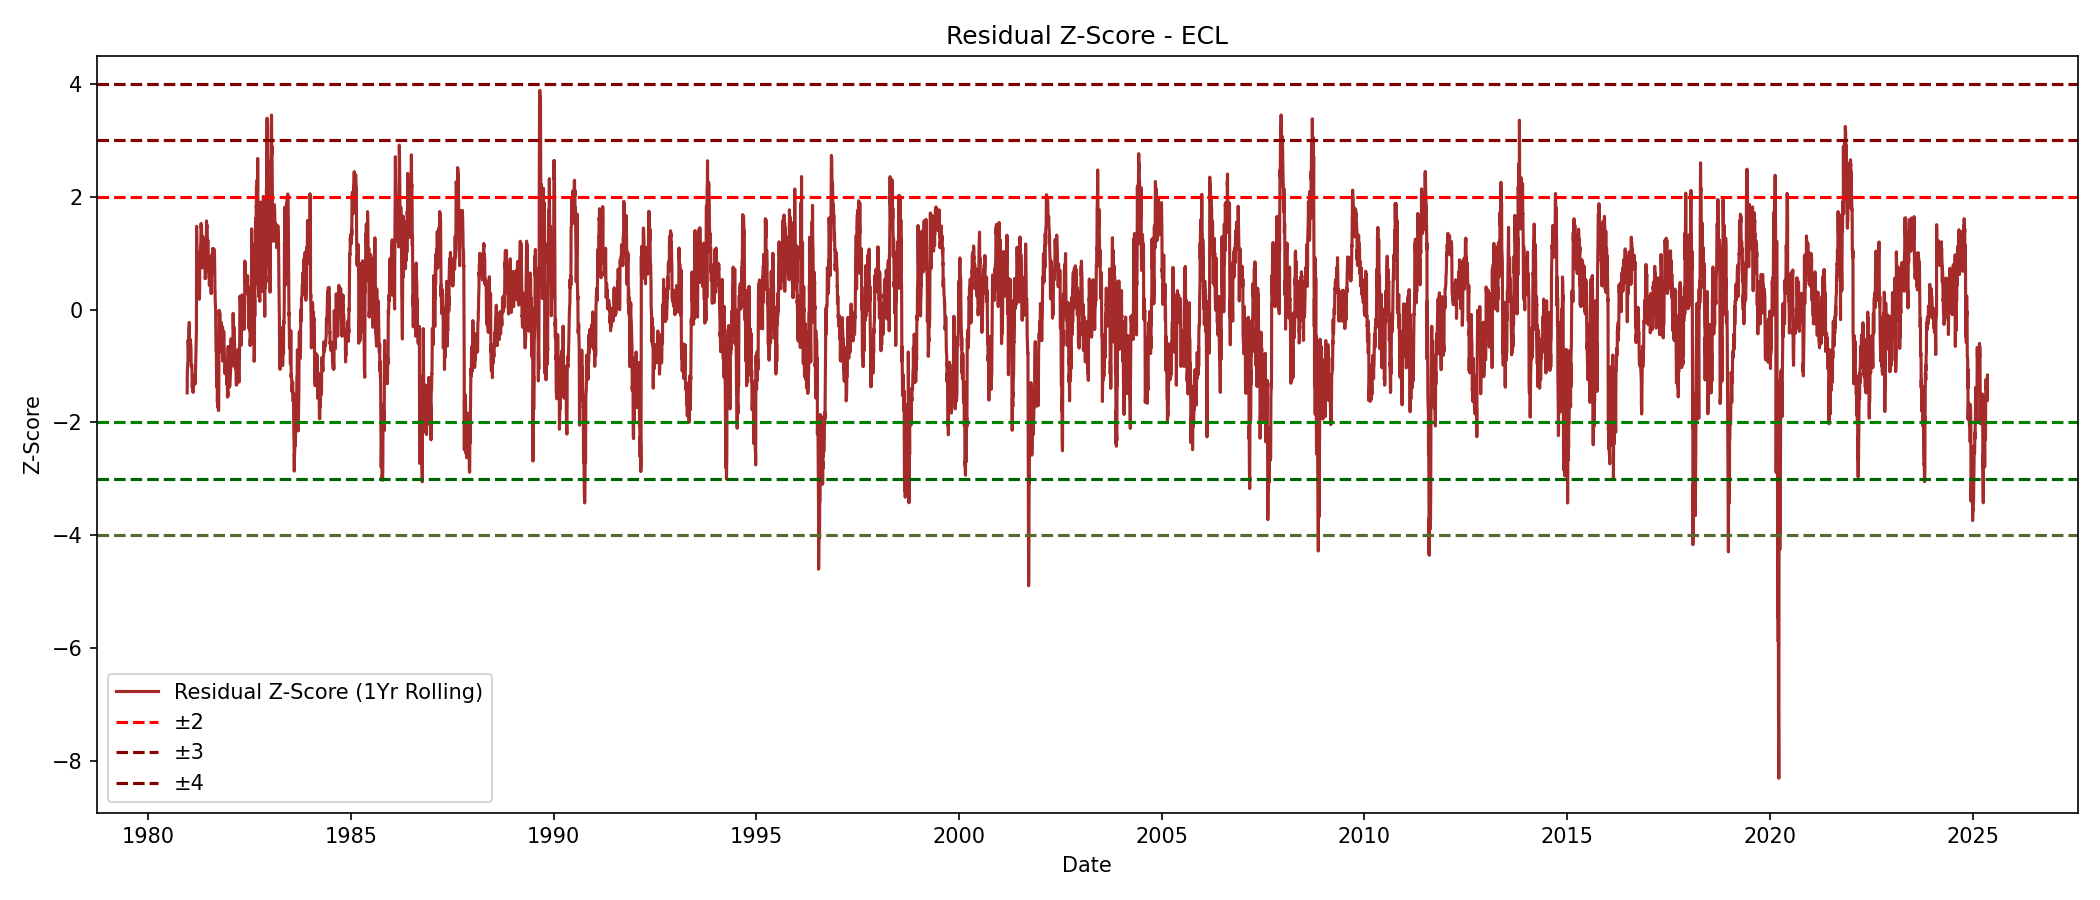 Residual Z-Score - ECL
4
3
2
0
−2
−4
−6
−8
Z-Score
Residual Z-Score (1Yr Rolling)
±2
±3
±4
1980 1985 1990 1995 2000 2005 2010 2015 2020 2025
Date